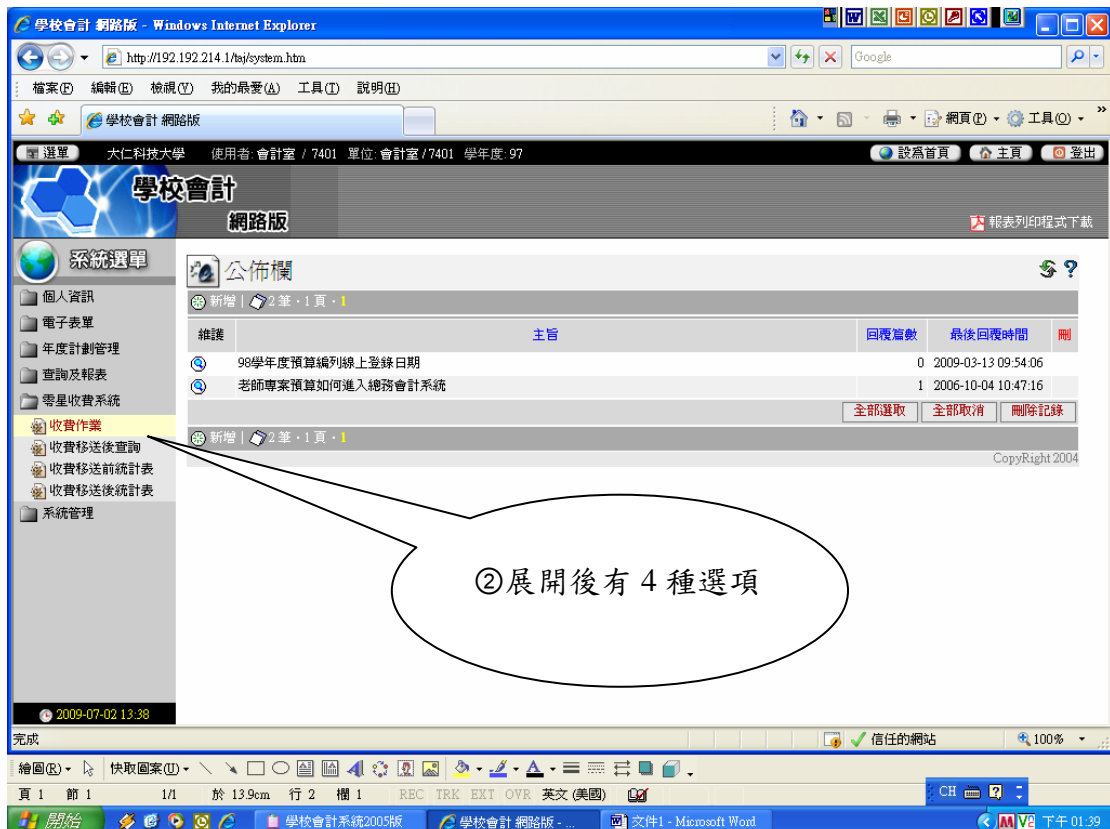 學校會計 網路版 - Windows Internet Explorer
http://192.192.214.1/taj/system.htm
Google
檔案(F) 編輯(E) 檢視(V) 我的最愛(A) 工具(T) 說明(H)
學校會計 網路版
網頁(P) 工具(O)
選單 大仁科技大學 使用者: 會計室 / 7401 單位: 會計室 / 7401 學年度: 97 設為首頁 主頁 登出
學校會計
網路版
報表列印程式下載
系統選單
個人資訊
電子表單
年度計劃管理
查詢及報表
零星收費系統
收費作業
收費移送後查詢
收費移送前統計表
收費移送後統計表
系統管理
2009-07-02 13:38
公佈欄
新增 | 2 筆 · 1 頁 · 1
維護 主旨 回覆篇數 最後回覆時間 刪
98學年度預算編列線上登錄日期 0 2009-03-13 09:54:06
老師專案預算如何進入總務會計系統 1 2006-10-04 10:47:16
全部選取 全部取消 刪除記錄
新增 | 2 筆 · 1 頁 · 1
CopyRight 2004
②展開後有 4 種選項
完成 信任的網站 100%
繪圖(R) 快取圖案(U)
頁 1 節 1 1/1 於 13.9cm 行 2 欄 1 REC TRK EXT OVR 英文 (美國)
CH
開始 學校會計系統2005版 學校會計 網路版 - ... 文件1 - Microsoft Word 下午 01:39